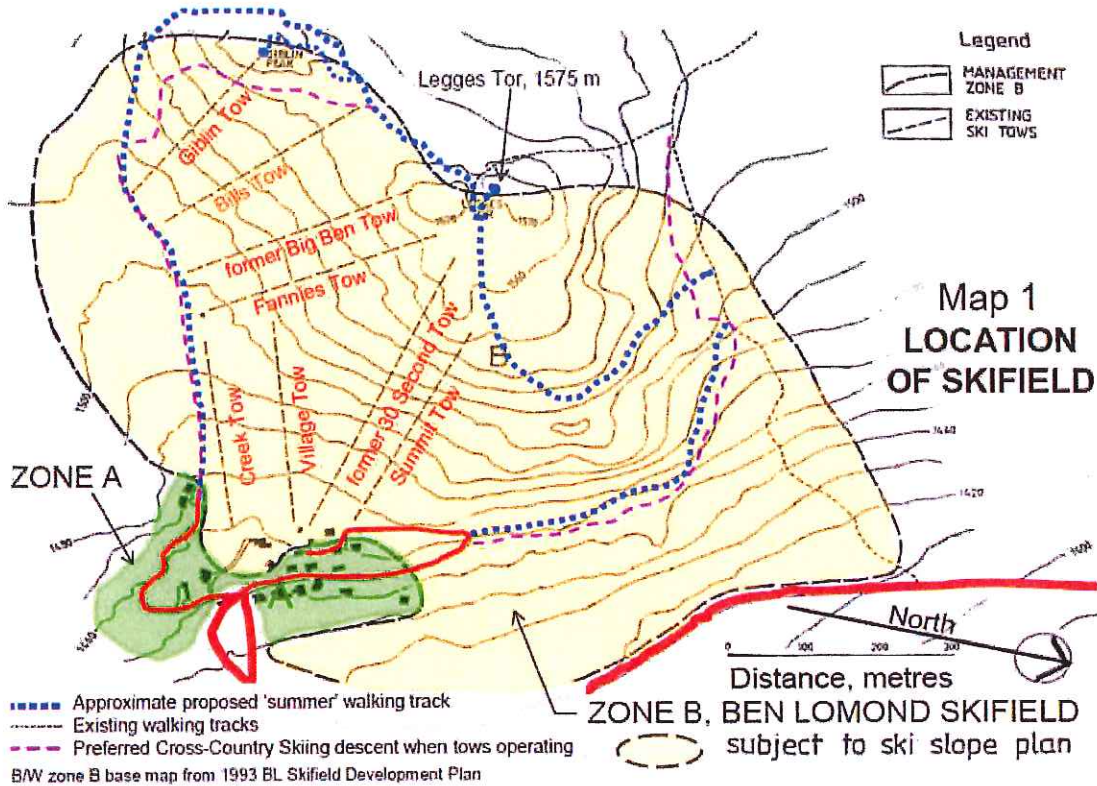 Legend
MANAGEMENT
ZONE B
EXISTING
SKI TOWS
Legges Tor, 1575 m
GIBLIN
PEAK
Giblin Tow
Bills Tow
former Big Ben Tow
Fannies Tow
Creek Tow
Village Tow
former 30 Second Tow
Summit Tow
B
1560
1500
1500
1440
1420
Map 1
LOCATION
OF SKIFIELD
ZONE A
North
0 100 200 300
Distance, metres
ZONE B, BEN LOMOND SKIFIELD
subject to ski slope plan
Approximate proposed 'summer' walking track
Existing walking tracks
Preferred Cross-Country Skiing descent when tows operating
B/W zone B base map from 1993 BL Skifield Development Plan